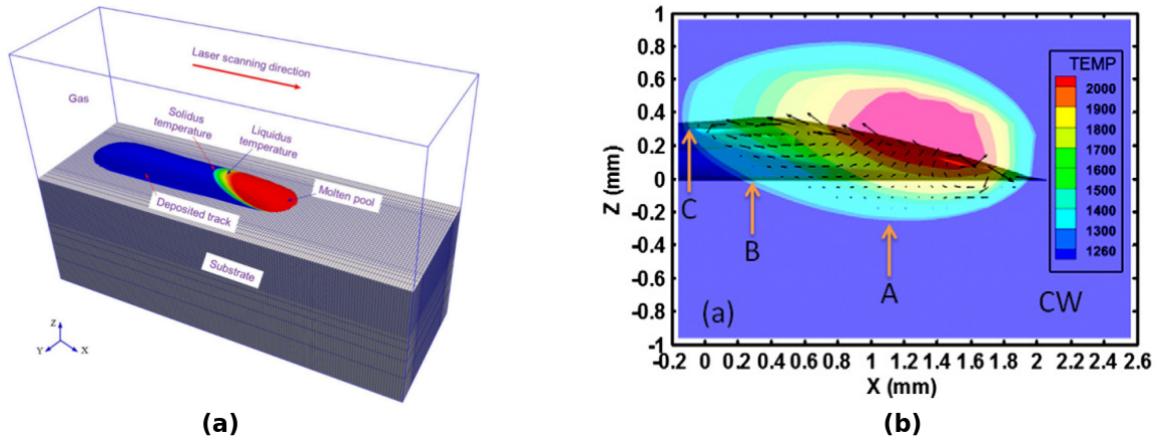 Laser scanning direction
Gas
Solidus
temperature
Liquidus
temperature
Molten pool
Deposited track
Substrate
Z
Y
X
(a)
1
0.8
0.6
0.4
0.2
0
-0.2
-0.4
-0.6
-0.8
-1
Z (mm)
TEMP
2000
1900
1800
1700
1600
1500
1400
1300
1260
C
B
A
(a)
CW
-0.2 0 0.2 0.4 0.6 0.8 1 1.2 1.4 1.6 1.8 2 2.2 2.4 2.6
X (mm)
(b)